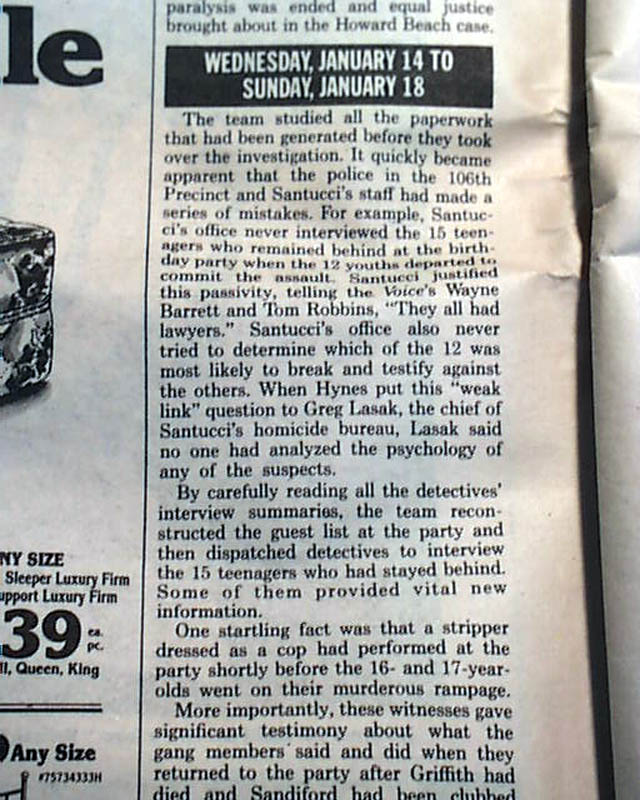 le
paralysis was ended and equal justice
brought about in the Howard Beach case.
WEDNESDAY, JANUARY 14 TO
SUNDAY, JANUARY 18
The team studied all the paperwork
that had been generated before they took
over the investigation. It quickly became
apparent that the police in the 106th
Precinct and Santucci's staff had made a
series of mistakes. For example, Santuc-
ci's office never interviewed the 15 teen-
agers who remained behind at the birth-
day party when the 12 youths departed to
commit the assault. Santucci justified
this passivity, telling the Voice's Wayne
Barrett and Tom Robbins, "They all had
lawyers." Santucci's office also never
tried to determine which of the 12 was
most likely to break and testify against
the others. When Hynes put this "weak
link" question to Greg Lasak, the chief of
Santucci's homicide bureau, Lasak said
no one had analyzed the psychology of
any of the suspects.
By carefully reading all the detectives'
interview summaries, the team recon-
structed the guest list at the party and
then dispatched detectives to interview
the 15 teenagers who had stayed behind.
Some of them provided vital new
information.
One startling fact was that a stripper
dressed as a cop had performed at the
party shortly before the 16- and 17-year-
olds went on their murderous rampage.
More importantly, these witnesses gave
significant testimony about what the
gang members said and did when they
returned to the party after Griffith had
died and Sandiford had been clubbed
NY SIZE
Sleeper Luxury Firm
upport Luxury Firm
39 ea. pc.
ll, Queen, King
Any Size
#75734333H